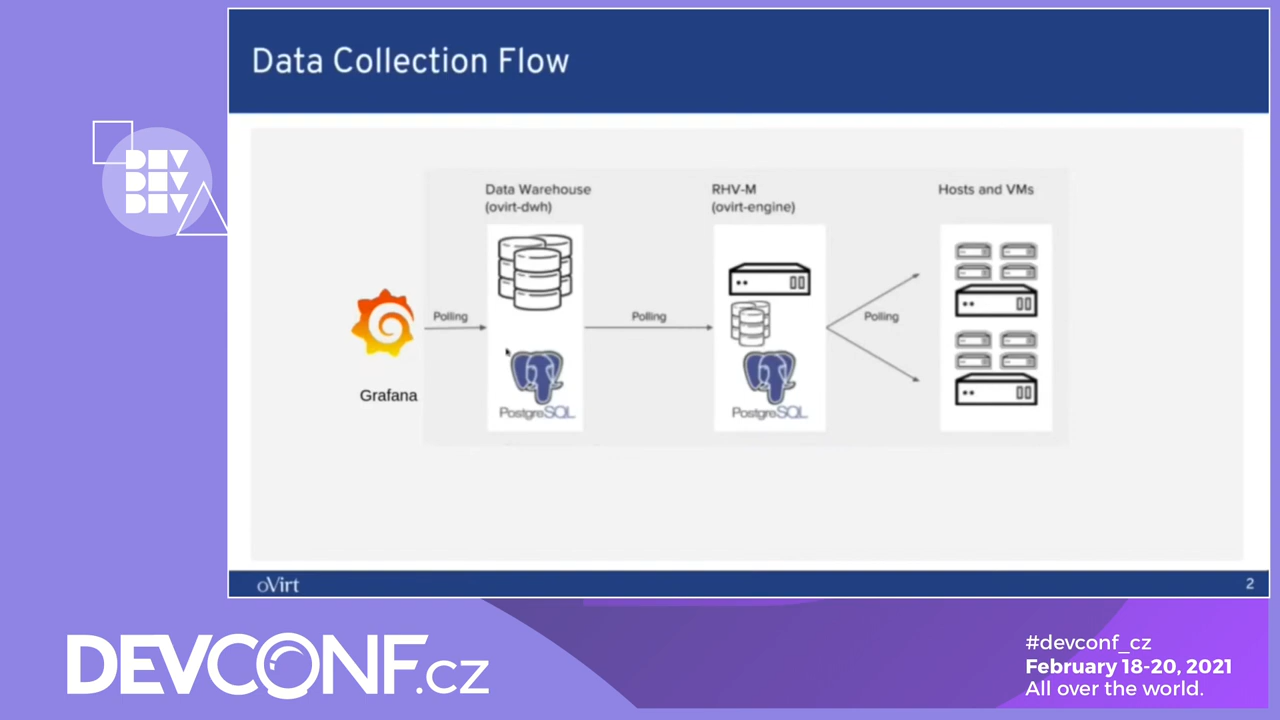 Data Collection Flow
DEV
DEV
DEV
Data Warehouse
(ovirt-dwh)
RHV-M
(ovirt-engine)
Hosts and VMs
Polling
Polling
Polling
Grafana
PostgreSQL
PostgreSQL
oVirt
2
DEVCONF.cz
#devconf_cz
February 18-20, 2021
All over the world.